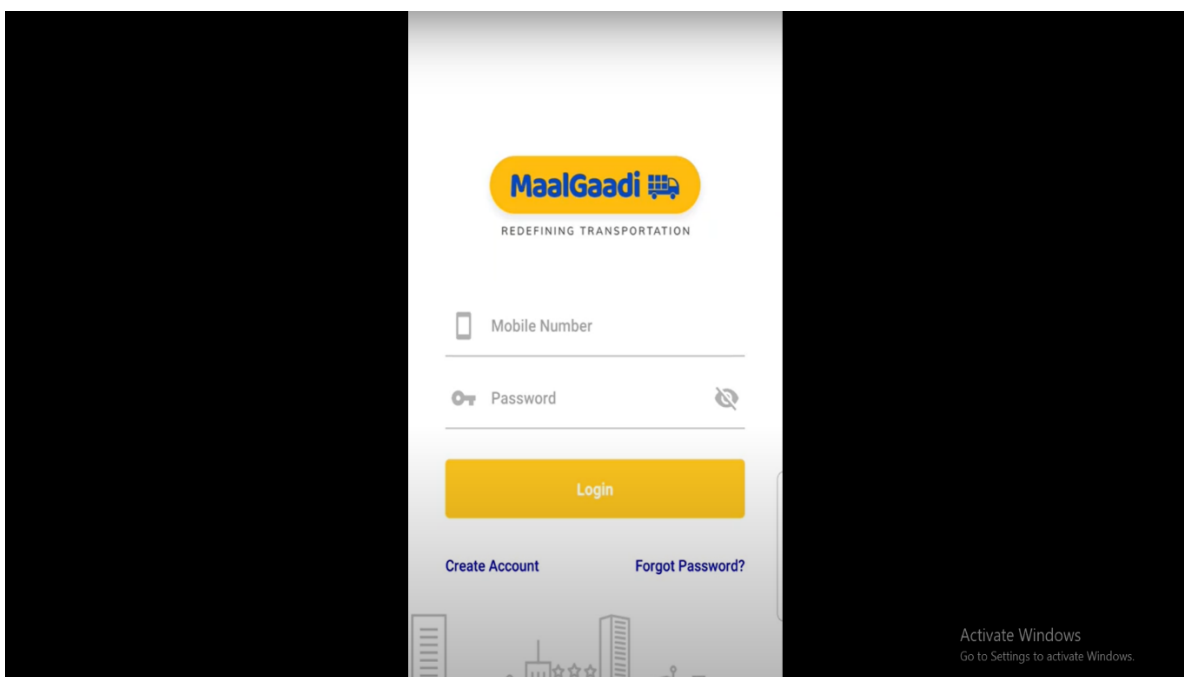 MaalGaadi
REDEFINING TRANSPORTATION
Mobile Number
Password
Login
Create Account
Forgot Password?
Activate Windows
Go to Settings to activate Windows.